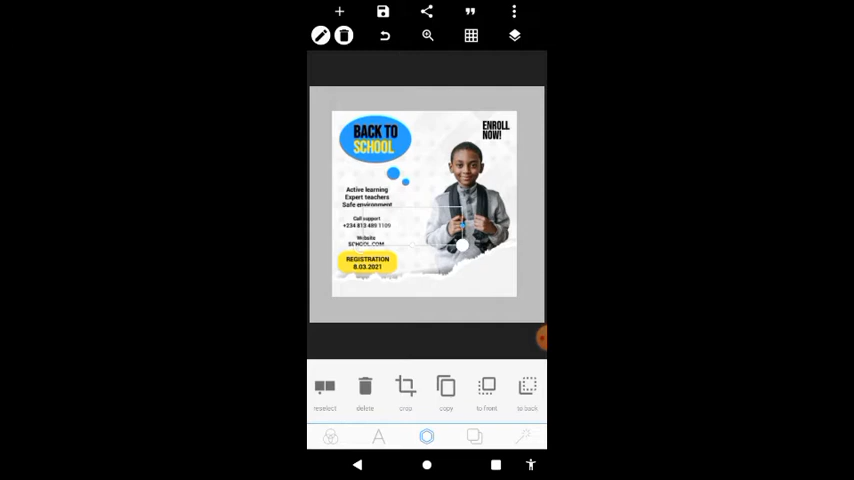 BACK TO
SCHOOL
ENROLL
NOW!
Active learning
Expert teachers
Safe environment
Call support
+234 813 489 1109
Website
SCHOOL.COM
REGISTRATION
8.03.2021
reselect
delete
crop
copy
to front
to back